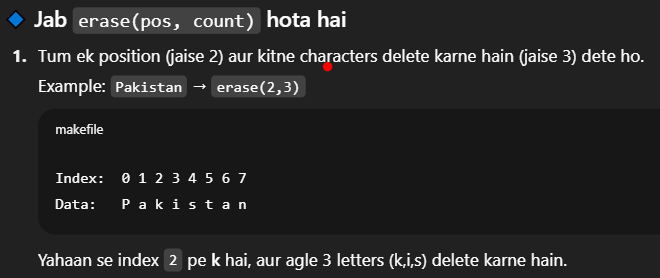 Jab erase(pos, count) hota hai
1. Tum ek position (jaise 2) aur kitne characters delete karne hain (jaise 3) dete ho.
Example: Pakistan → erase(2,3)
makefile
Index: 0 1 2 3 4 5 6 7
Data: P a k i s t a n
Yahaan se index 2 pe k hai, aur agle 3 letters (k,i,s) delete karne hain.